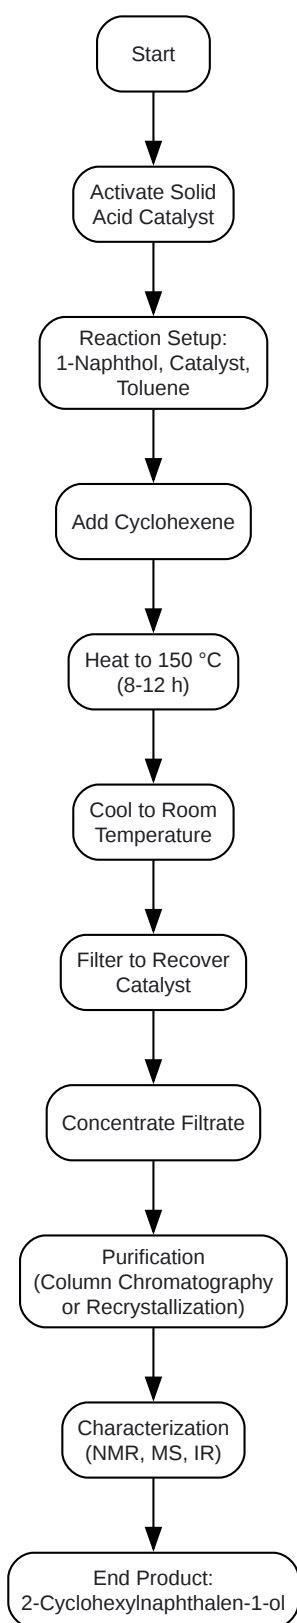 Start
Activate Solid
Acid Catalyst
Reaction Setup:
1-Naphthol, Catalyst,
Toluene
Add Cyclohexene
Heat to 150 °C
(8-12 h)
Cool to Room
Temperature
Filter to Recover
Catalyst
Concentrate Filtrate
Purification
(Column Chromatography
or Recrystallization)
Characterization
(NMR, MS, IR)
End Product:
2-Cyclohexylnaphthalen-1-ol